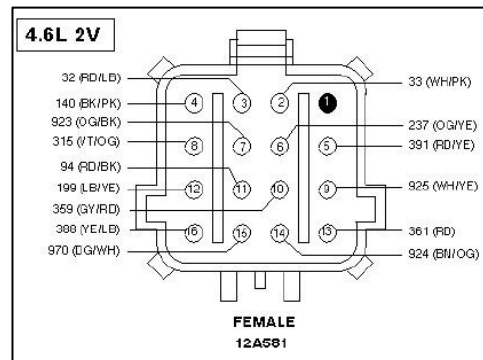 4.6L 2V
32 (RD/LB)
33 (WH/PK)
140 (BK/PK)
4 3 2 1
923 (OG/BK)
237 (OG/YE)
315 (VT/OG)
8 7 6 5
391 (RD/YE)
94 (RD/BK)
199 (LB/YE)
12 11 10 9
925 (WH/YE)
359 (GY/RD)
388 (YE/LB)
16 15 14 13
361 (RD)
970 (DG/WH)
924 (BN/OG)
FEMALE
12A581